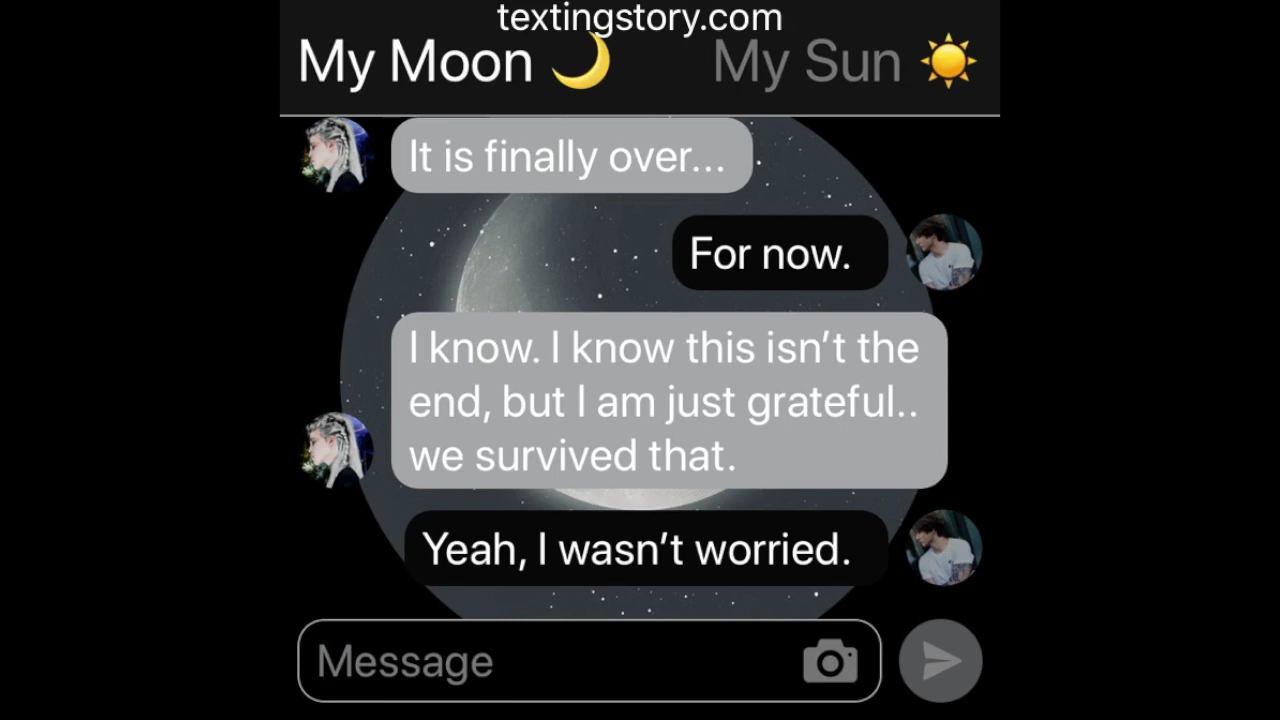 textingstory.com
My Moon 🌙 My Sun ☀️
It is finally over...
For now.
I know. I know this isn’t the
end, but I am just grateful..
we survived that.
Yeah, I wasn’t worried.
Message